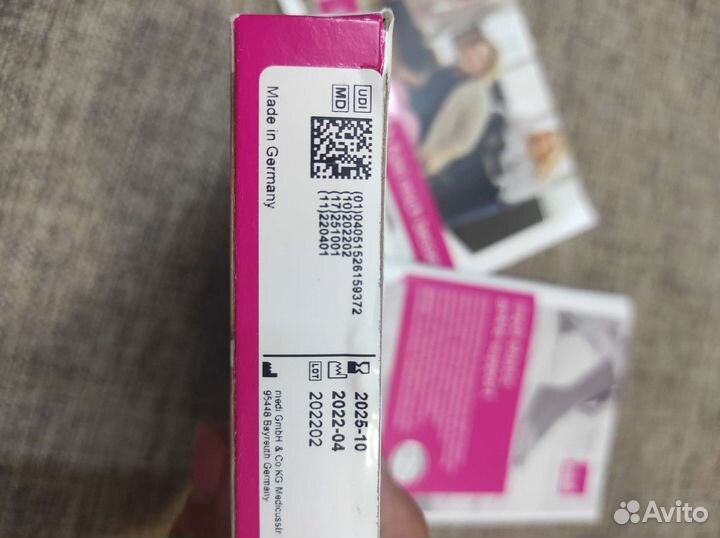 UDI
MD
(01)04051526159372
(10)202202
(17)251001
(11)220401
Made in Germany
2025-10
2022-04
LOT 202202
medi GmbH & Co KG Medicusstr
95448 Bayreuth Germany
Avito